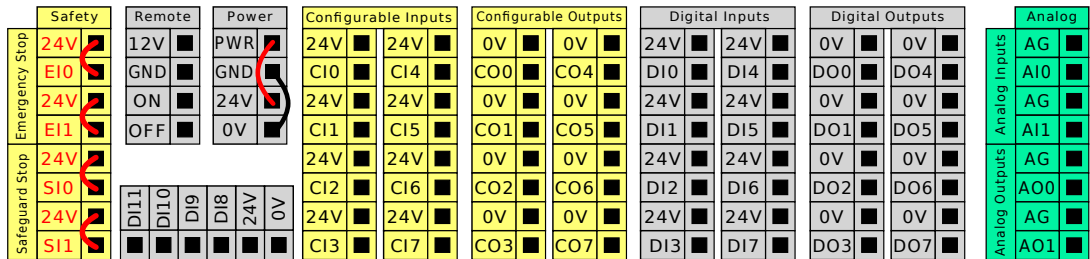 Safety
Emergency Stop
24V
EI0
24V
EI1
Safeguard Stop
24V
SI0
24V
SI1
Remote
12V
GND
ON
OFF
Power
PWR
GND
24V
0V
DI11 DI10 DI9 DI8 24V 0V
Configurable Inputs
24V 24V
CI0 CI4
24V 24V
CI1 CI5
24V 24V
CI2 CI6
24V 24V
CI3 CI7
Configurable Outputs
0V 0V
CO0 CO4
0V 0V
CO1 CO5
0V 0V
CO2 CO6
0V 0V
CO3 CO7
Digital Inputs
24V 24V
DI0 DI4
24V 24V
DI1 DI5
24V 24V
DI2 DI6
24V 24V
DI3 DI7
Digital Outputs
0V 0V
DO0 DO4
0V 0V
DO1 DO5
0V 0V
DO2 DO6
0V 0V
DO3 DO7
Analog
Analog Inputs
AG
AI0
AG
AI1
Analog Outputs
AG
AO0
AG
AO1